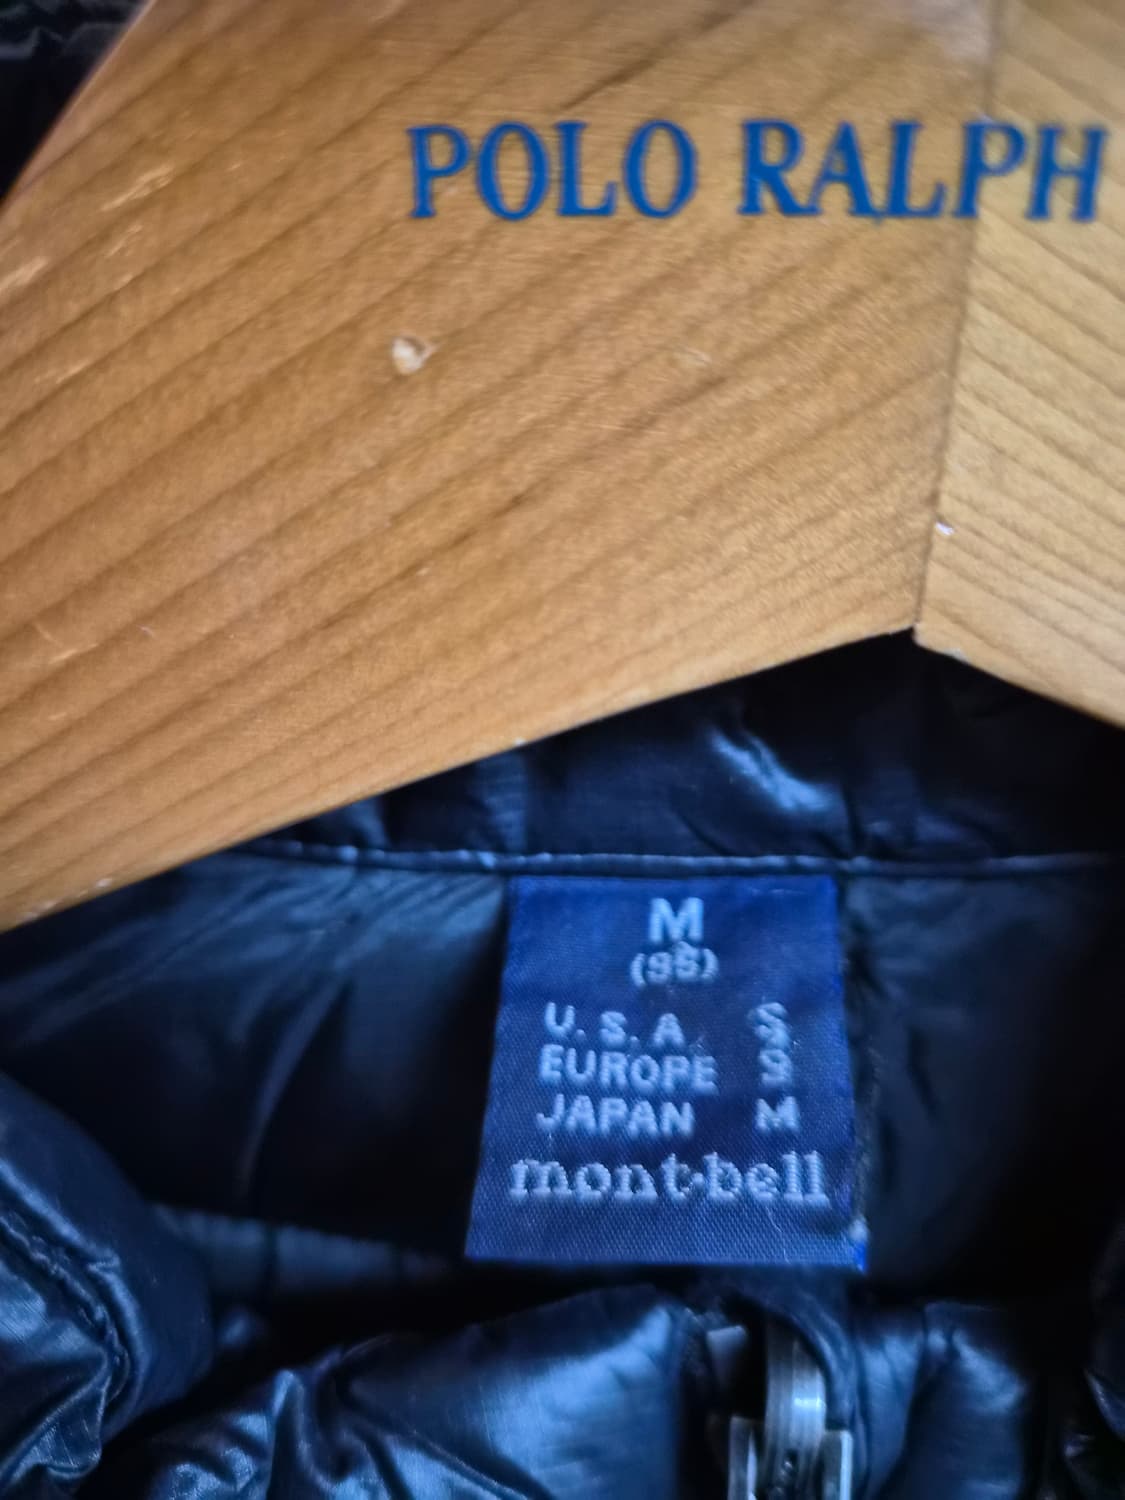 POLO RALPH
M
(95)
U.S.A S
EUROPE S
JAPAN M
mont·bell